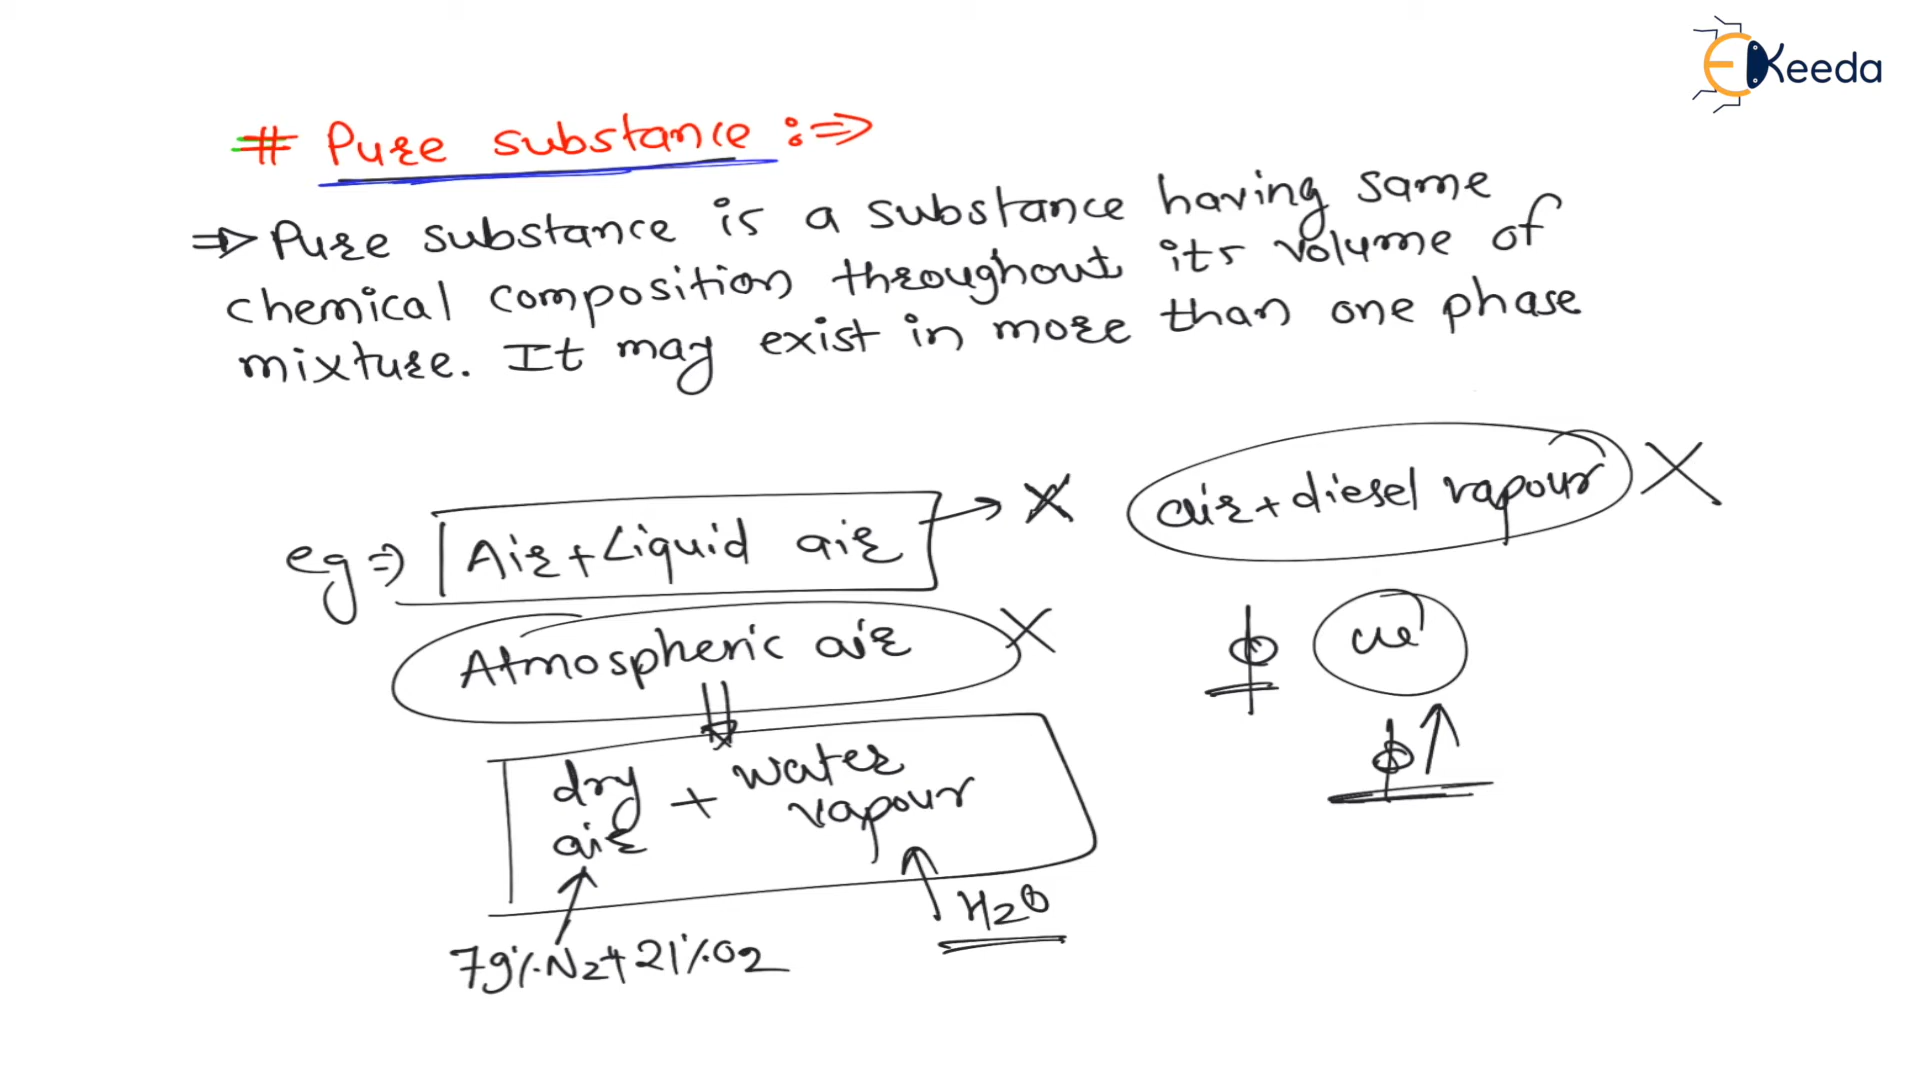 EKeeda
# Pure substance :⇒
⇒ Pure substance is a substance having same
chemical composition throughout its volume of
mixture. It may exist in more than one phase
eg ⇒ Air+Liquid air → X
air+diesel vapour X
Atmospheric air X
ϕ
dry air + water vapour
ϕ ↑
79% N2+21% O2
H2O